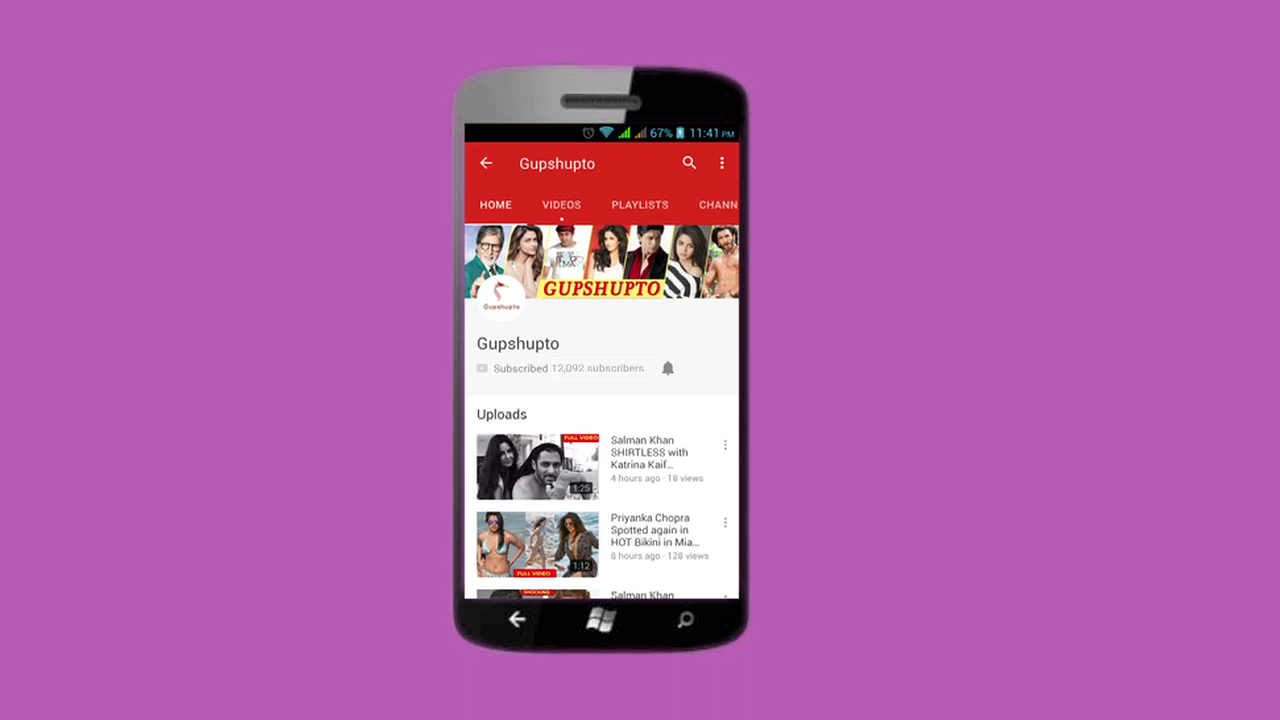 67% 11:41 PM
Gupshupto
HOME VIDEOS PLAYLISTS CHANN
GUPSHUPTO
Gupshupto
Gupshupto
Subscribed 12,092 subscribers
Uploads
FULL VIDEO
1:25
Salman Khan
SHIRTLESS with
Katrina Kaif...
4 hours ago · 18 views
FULL VIDEO
1:12
Priyanka Chopra
Spotted again in
HOT Bikini in Mia...
8 hours ago · 128 views
SHOCKING
Salman Khan